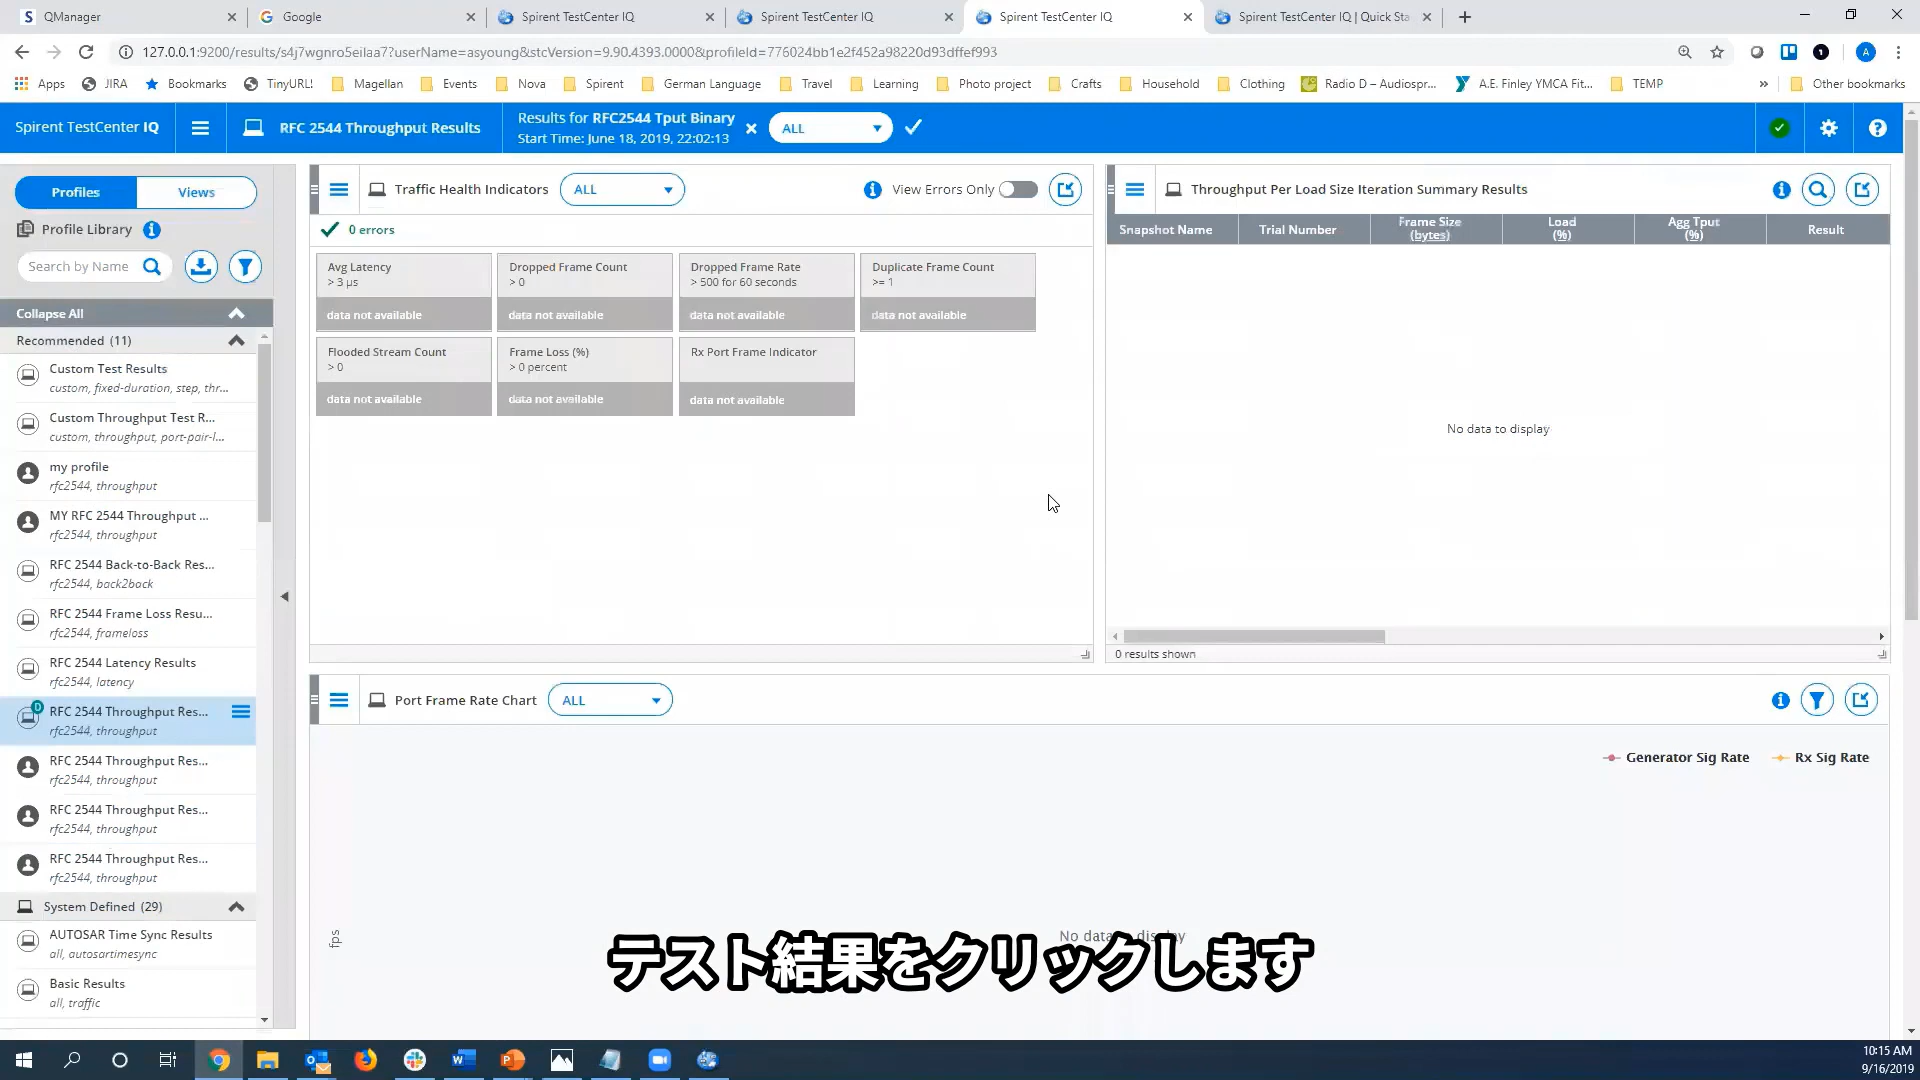 QManager
Google
Spirent TestCenter IQ
Spirent TestCenter IQ
Spirent TestCenter IQ
Spirent TestCenter IQ | Quick Sta
127.0.0.1:9200/results/s4j7wgnro5eilaa7?userName=asyoung&stcVersion=9.90.4393.0000&profileId=776024bb1e2f452a98220d93dffef993
Apps
JIRA
Bookmarks
TinyURL!
Magellan
Events
Nova
Spirent
German Language
Travel
Learning
Photo project
Crafts
Household
Clothing
Radio D – Audiospr...
A.E. Finley YMCA Fit...
TEMP
»
Other bookmarks
Spirent TestCenter IQ
RFC 2544 Throughput Results
Results for RFC2544 Tput Binary
Start Time: June 18, 2019, 22:02:13
ALL
Profiles
Views
Profile Library
Search by Name
Collapse All
Recommended (11)
Custom Test Results
custom, fixed-duration, step, thr...
Custom Throughput Test R...
custom, throughput, port-pair-l...
my profile
rfc2544, throughput
MY RFC 2544 Throughput ...
rfc2544, throughput
RFC 2544 Back-to-Back Res...
rfc2544, back2back
RFC 2544 Frame Loss Resu...
rfc2544, frameloss
RFC 2544 Latency Results
rfc2544, latency
D
RFC 2544 Throughput Res...
rfc2544, throughput
RFC 2544 Throughput Res...
rfc2544, throughput
RFC 2544 Throughput Res...
rfc2544, throughput
RFC 2544 Throughput Res...
rfc2544, throughput
System Defined (29)
AUTOSAR Time Sync Results
all, autosartimesync
Basic Results
all, traffic
Traffic Health Indicators
ALL
View Errors Only
0 errors
Avg Latency
> 3 µs
data not available
Dropped Frame Count
> 0
data not available
Dropped Frame Rate
> 500 for 60 seconds
data not available
Duplicate Frame Count
>= 1
data not available
Flooded Stream Count
> 0
data not available
Frame Loss (%)
> 0 percent
data not available
Rx Port Frame Indicator
data not available
Throughput Per Load Size Iteration Summary Results
Snapshot Name
Trial Number
Frame Size
(bytes)
Load
(%)
Agg Tput
(%)
Result
No data to display
0 results shown
Port Frame Rate Chart
ALL
Generator Sig Rate
Rx Sig Rate
fps
No data display
テスト結果をクリックします
10:15 AM
9/16/2019